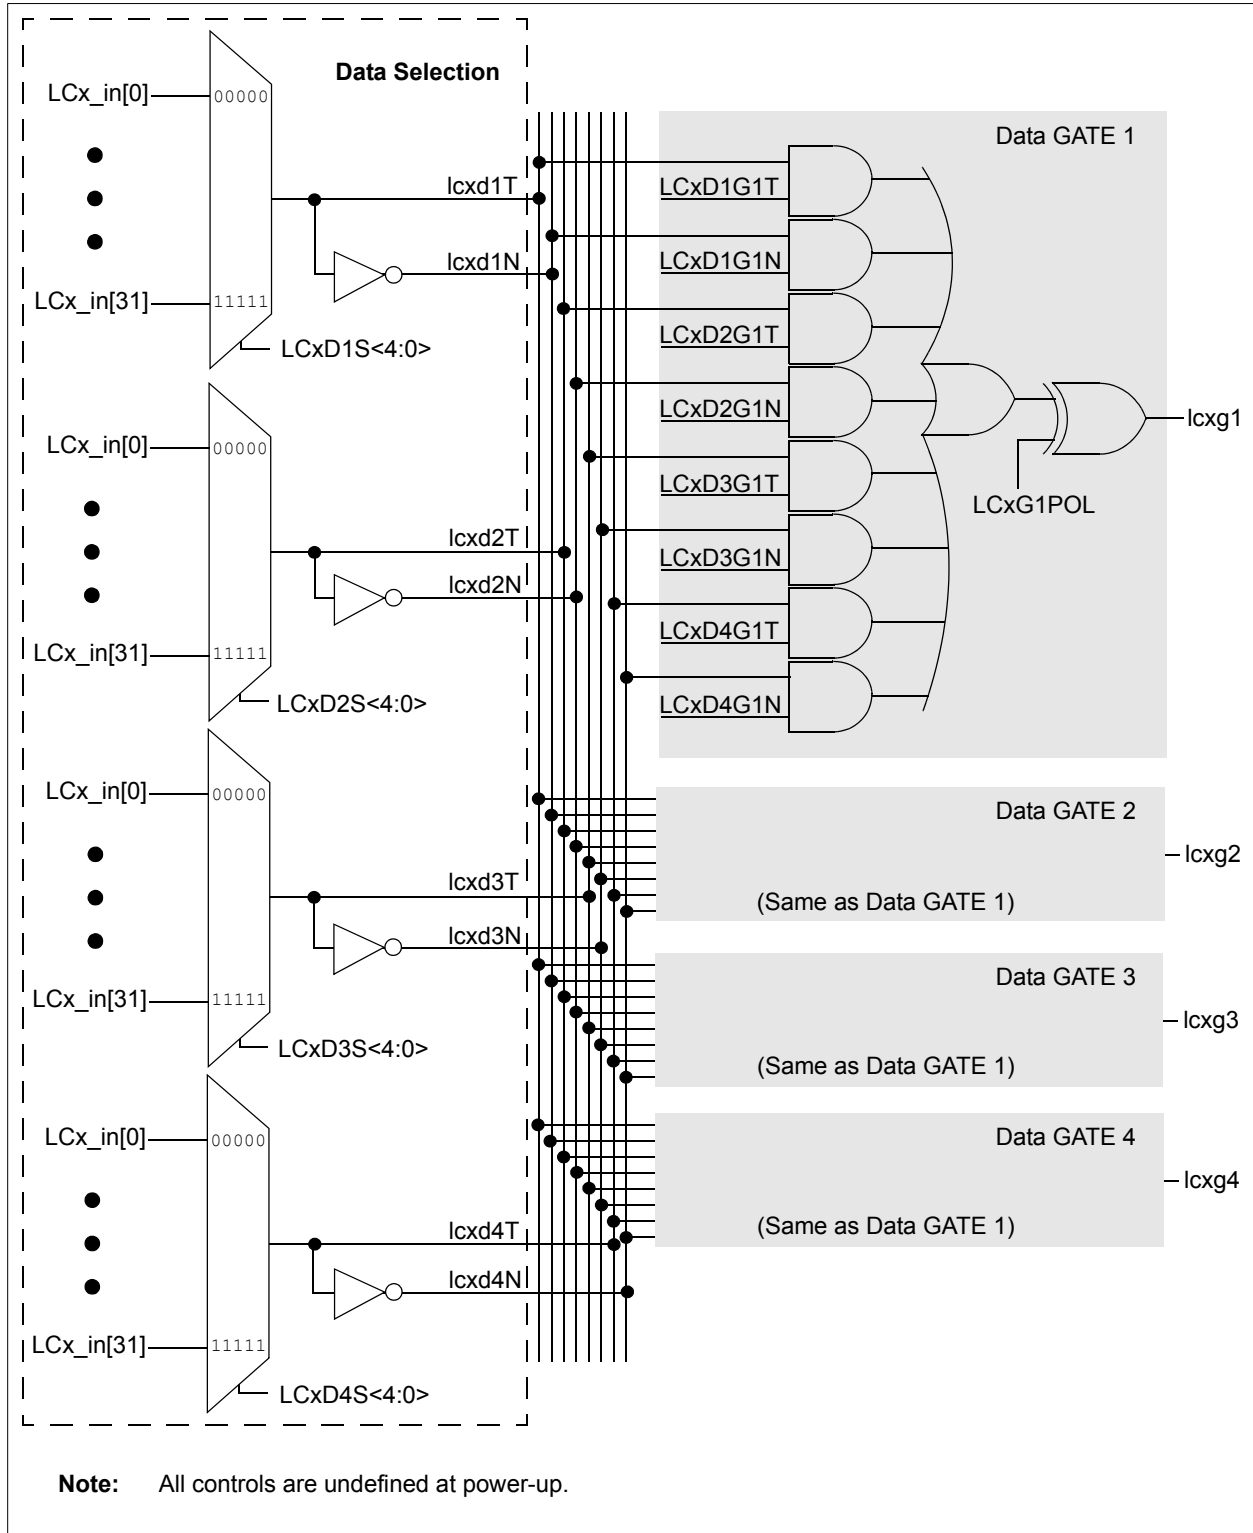 Data Selection
LCx_in[0]
00000
LCx_in[31]
11111
LCxD1S<4:0>
lcxd1T
lcxd1N
LCx_in[0]
00000
LCx_in[31]
11111
LCxD2S<4:0>
lcxd2T
lcxd2N
LCx_in[0]
00000
LCx_in[31]
11111
LCxD3S<4:0>
lcxd3T
lcxd3N
LCx_in[0]
00000
LCx_in[31]
11111
LCxD4S<4:0>
lcxd4T
lcxd4N
Data GATE 1
LCxD1G1T
LCxD1G1N
LCxD2G1T
LCxD2G1N
LCxD3G1T
LCxD3G1N
LCxD4G1T
LCxD4G1N
LCxG1POL
lcxg1
Data GATE 2
(Same as Data GATE 1)
lcxg2
Data GATE 3
(Same as Data GATE 1)
lcxg3
Data GATE 4
(Same as Data GATE 1)
lcxg4
Note: All controls are undefined at power-up.